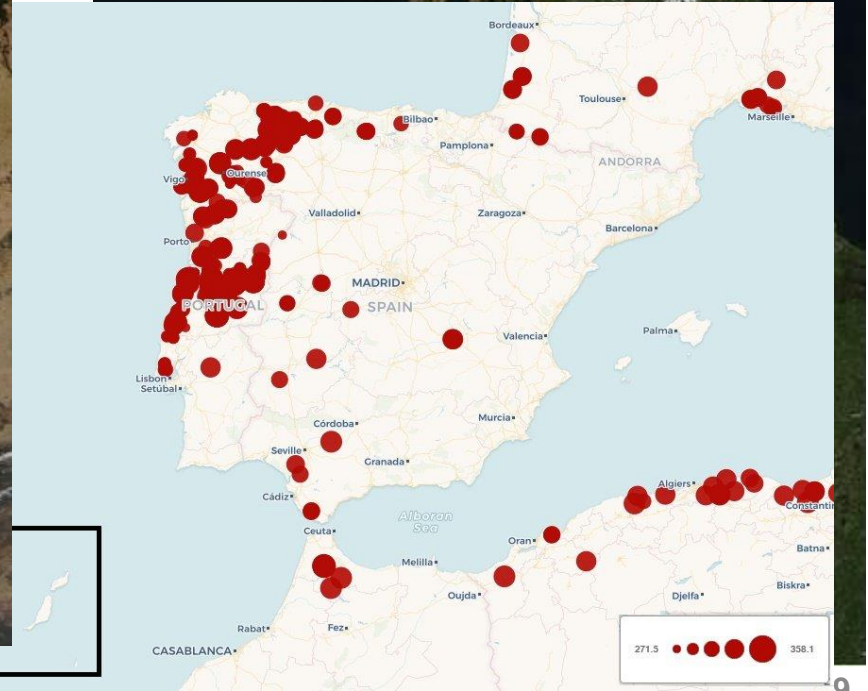 Bordeaux
Toulouse
Marseille
Bilbao
Pamplona
ANDORRA
Vigo
Ourense
Valladolid
Zaragoza
Barcelona
Porto
MADRID
SPAIN
PORTUGAL
Valencia
Palma
Lisbon
Setúbal
Murcia
Córdoba
Seville
Granada
Cádiz
Algiers
Constantin
Alboran
Sea
Ceuta
Oran
Batna
Melilla
Biskra
Oujda
Djelfa
Rabat
Fez
CASABLANCA
271.5
358.1